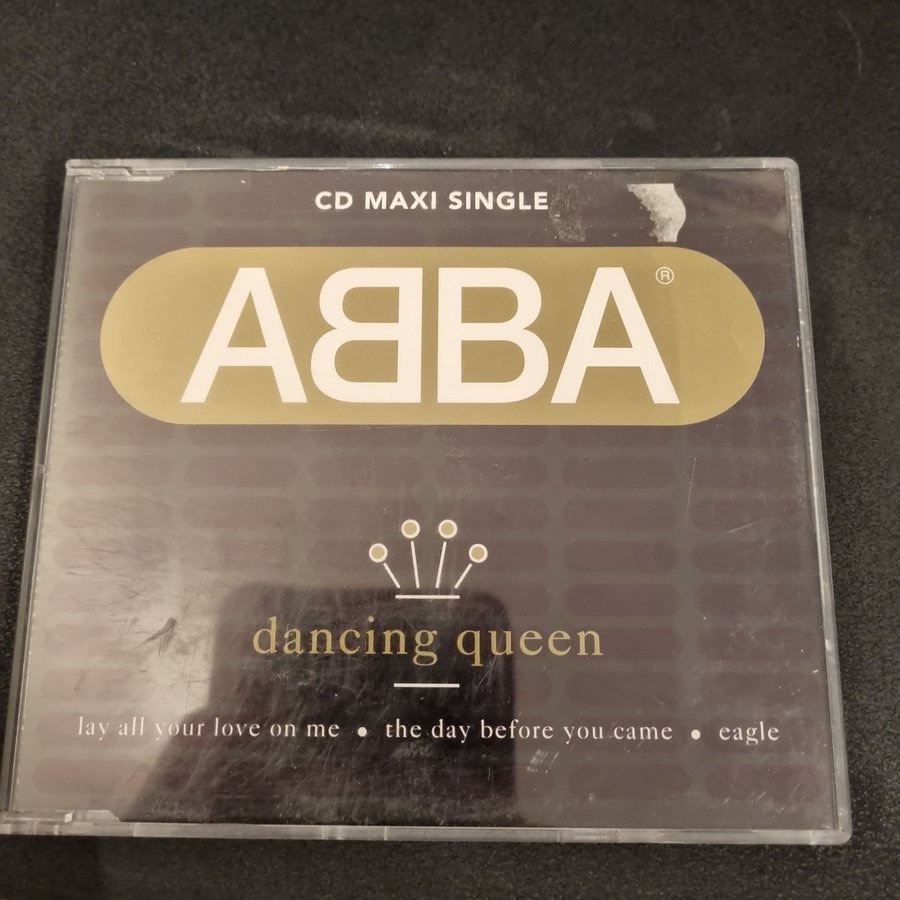 CD MAXI SINGLE
ABBA®
dancing queen
lay all your love on me • the day before you came • eagle